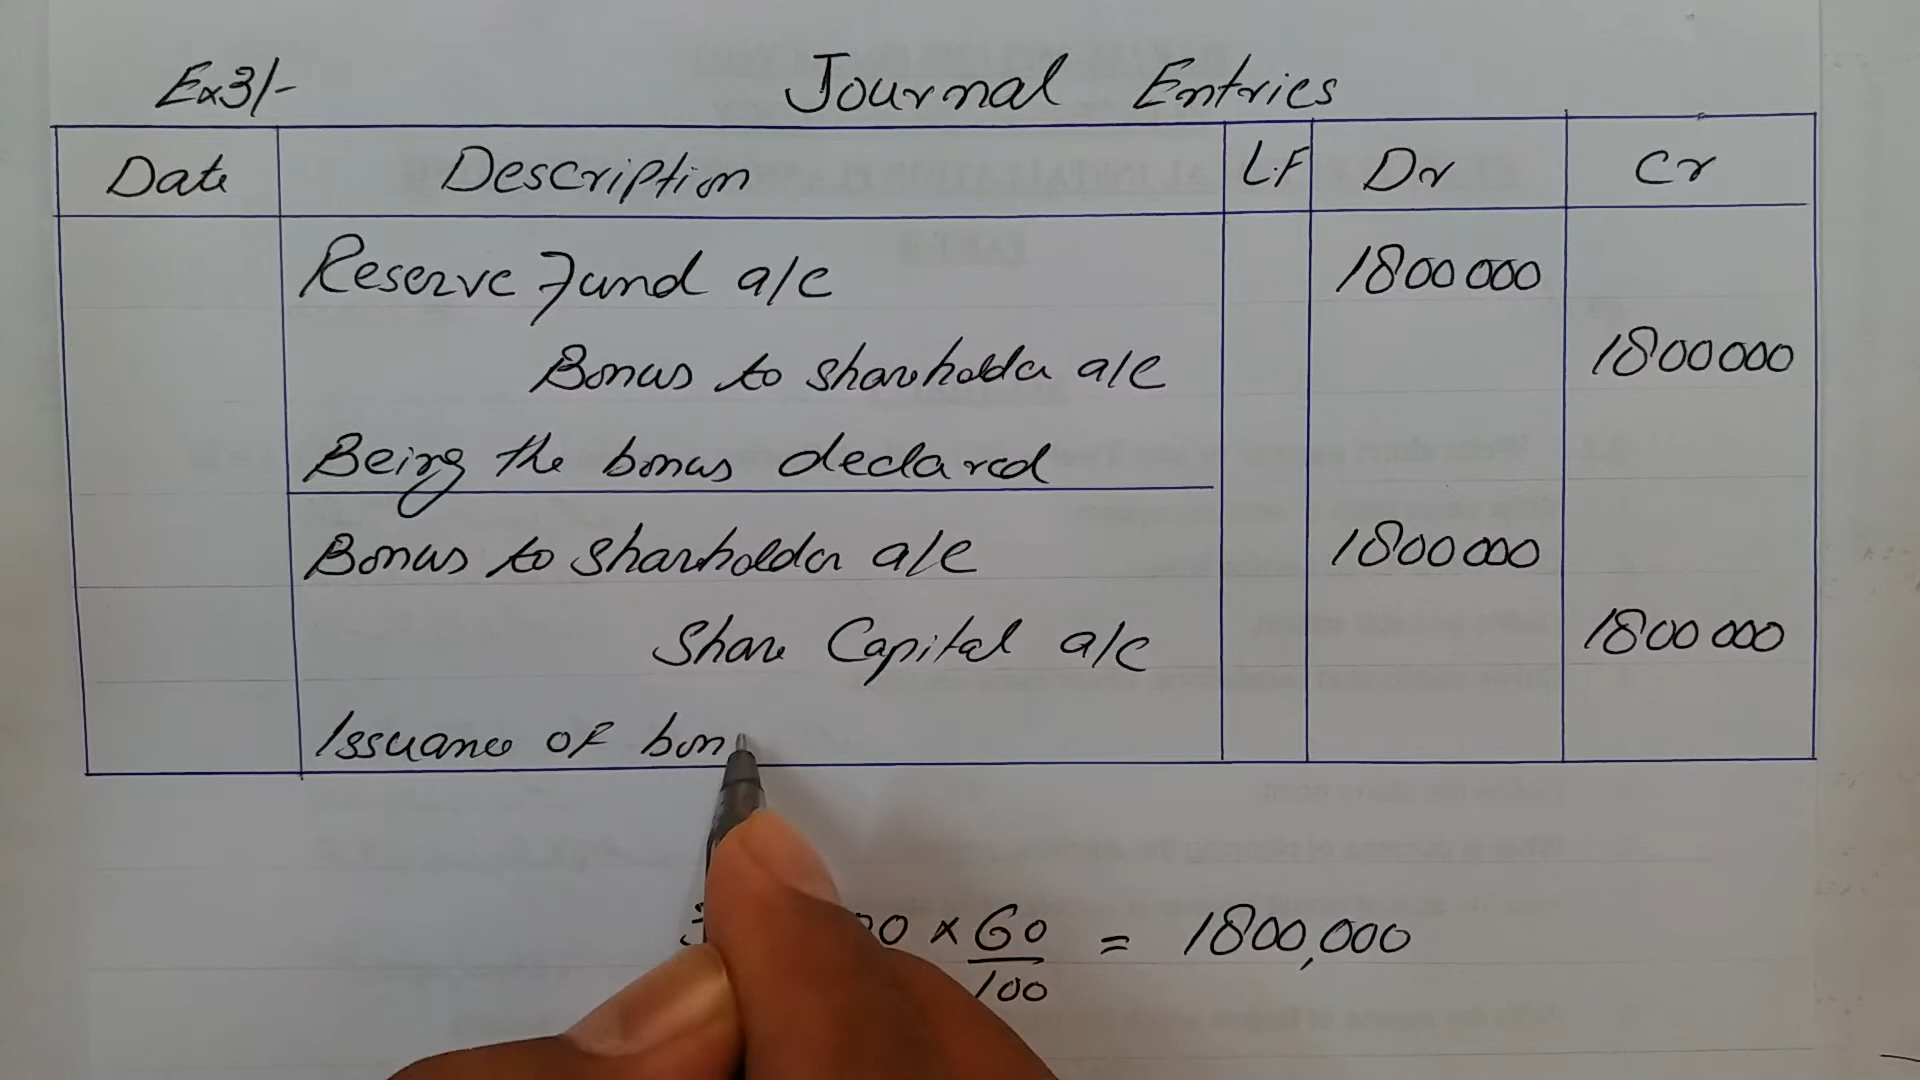 Ex3/- Journal Entries
Date Description LF Dr Cr
Reserve Fund a/c 1800000
Bonus to shareholder a/c 1800000
Being the bonus declared
Bonus to shareholder a/c 1800000
Share Capital a/c 1800000
Issuance of bon
x 60 = 1800,000
100